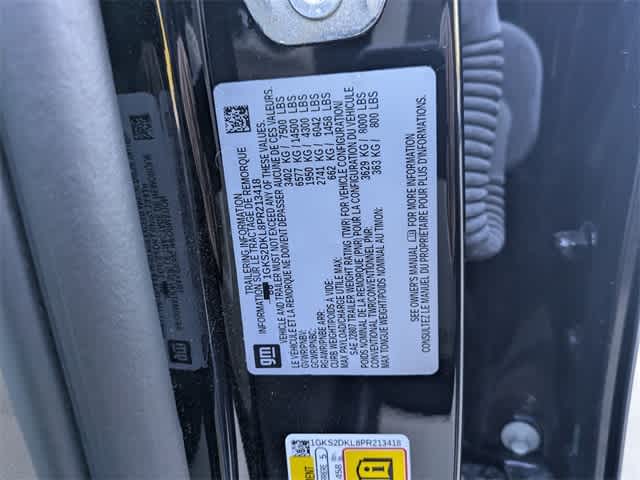 TRAILERING INFORMATION
INFORMATION SUR LE TRACTAGE DE REMORQUE
1GKS2DKL8PR213418
VEHICLE AND TRAILER MUST NOT EXCEED ANY OF THESE VALUES.
LE VÉHICULE ET LA REMORQUE NE DOIVENT DÉPASSER AUCUNE DE CES VALEURS.
GVWR/PNBV: 3402 KG / 7500 LBS
GCWR/PNBC: 6577 KG / 14500 LBS
RGAWR/PNBE ARR: 1950 KG / 4300 LBS
CURB WEIGHT/POIDS À VIDE: 2741 KG / 6042 LBS
MAX PAYLOAD/CHARGE UTILE MAX: 662 KG / 1458 LBS
SAE J2807 TRAILER WEIGHT RATING (TWR) FOR VEHICLE CONFIGURATION/
POIDS NOMINAL DE LA REMORQUE (PNR) POUR LA CONFIGURATION DU VÉHICULE
CONVENTIONAL TWR/CONVENTIONNEL PNR: 3629 KG / 8000 LBS
MAX TONGUE WEIGHT/POIDS NOMINAL AU TIMON: 363 KG / 800 LBS
SEE OWNER'S MANUAL FOR MORE INFORMATION
CONSULTEZ LE MANUEL DU PROPRIÉTAIRE POUR PLUS D'INFORMATIONS.
gm
1GKS2DKL8PR213418